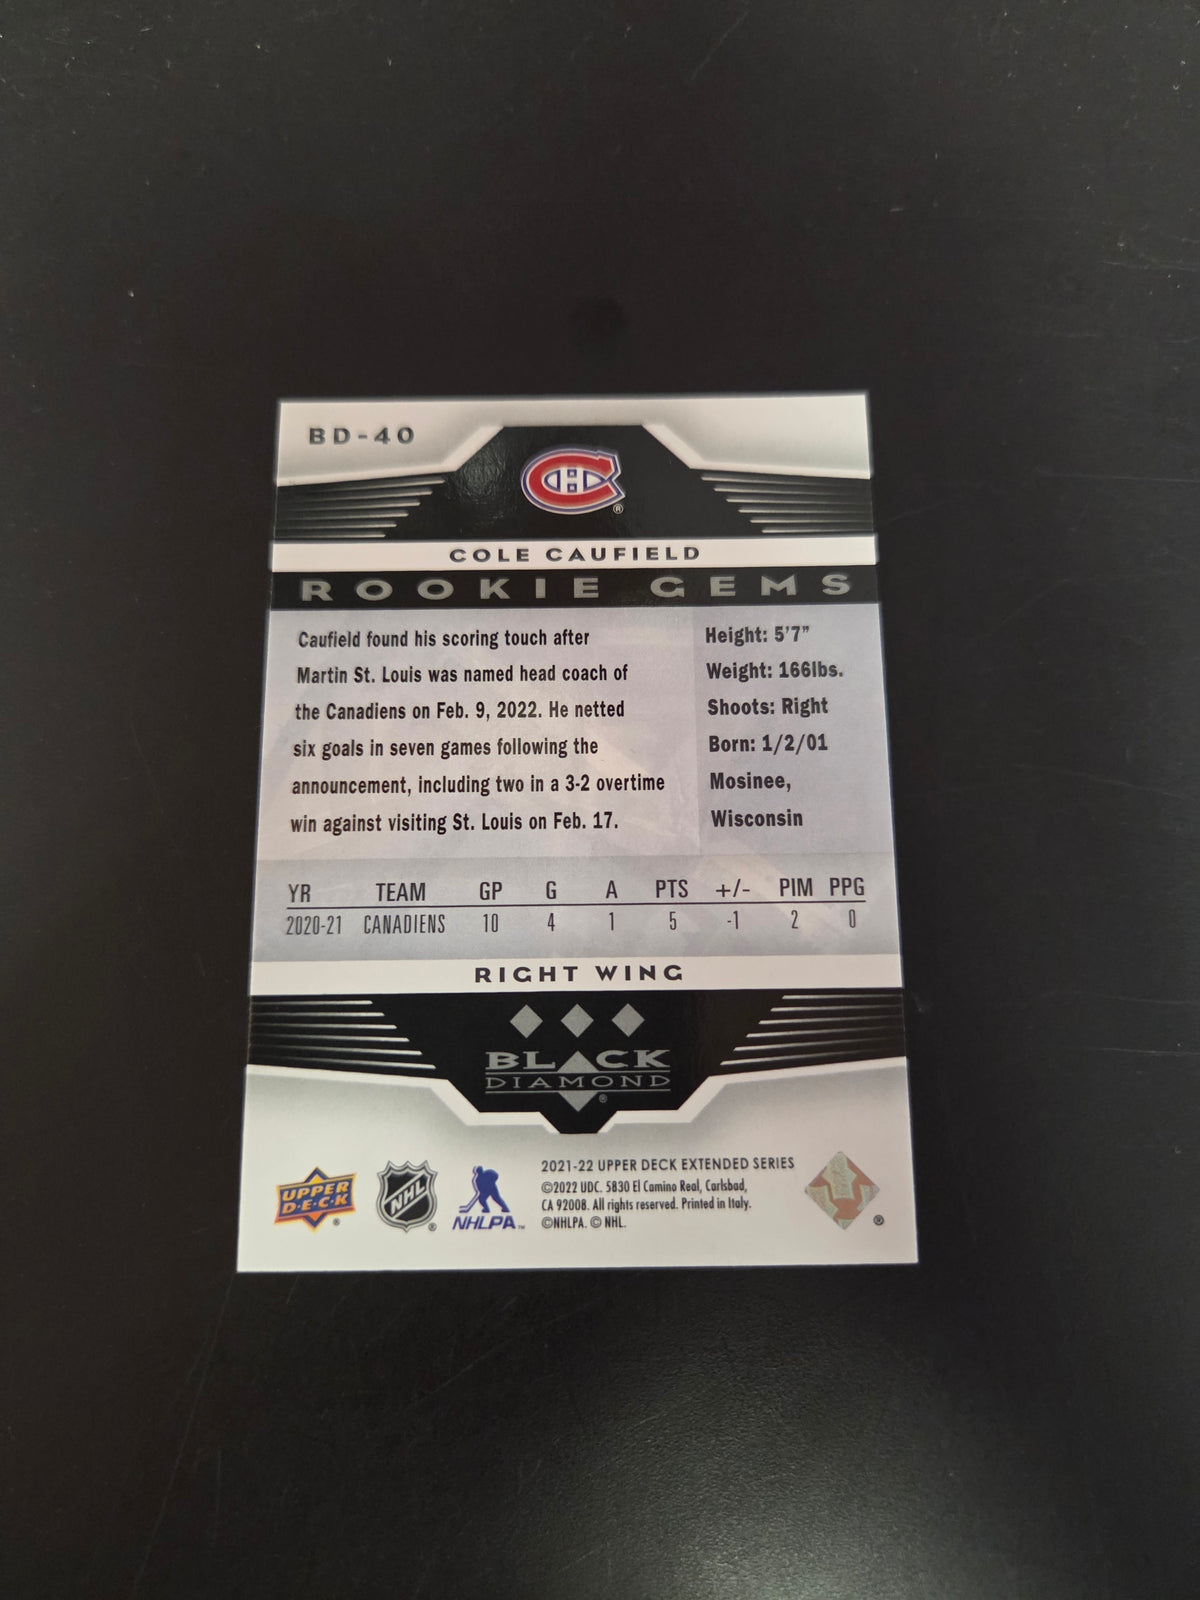 BD-40
COLE CAUFIELD
ROOKIE GEMS
Caufield found his scoring touch after
Martin St. Louis was named head coach of
the Canadiens on Feb. 9, 2022. He netted
six goals in seven games following the
announcement, including two in a 3-2 overtime
win against visiting St. Louis on Feb. 17.
Height: 5'7"
Weight: 166lbs.
Shoots: Right
Born: 1/2/01
Mosinee,
Wisconsin
YR TEAM GP G A PTS +/- PIM PPG
2020-21 CANADIENS 10 4 1 5 -1 2 0
RIGHT WING
BLACK
DIAMOND
®
UPPER
D·E·C·K
NHL
NHLPA™
2021-22 UPPER DECK EXTENDED SERIES
©2022 UDC. 5830 El Camino Real, Carlsbad,
CA 92008. All rights reserved. Printed in Italy.
©NHLPA. © NHL.